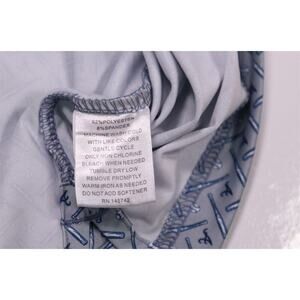 92%POLYESTER
8%SPANDEX
MACHINE WASH COLD
WITH LIKE COLORS
GENTLE CYCLE
ONLY NON CHLORINE
BLEACH WHEN NEEDED
TUMBLE DRY LOW
REMOVE PROMPTLY
WARM IRON AS NEEDED
DO NOT ADD SOFTENER
RN 148742